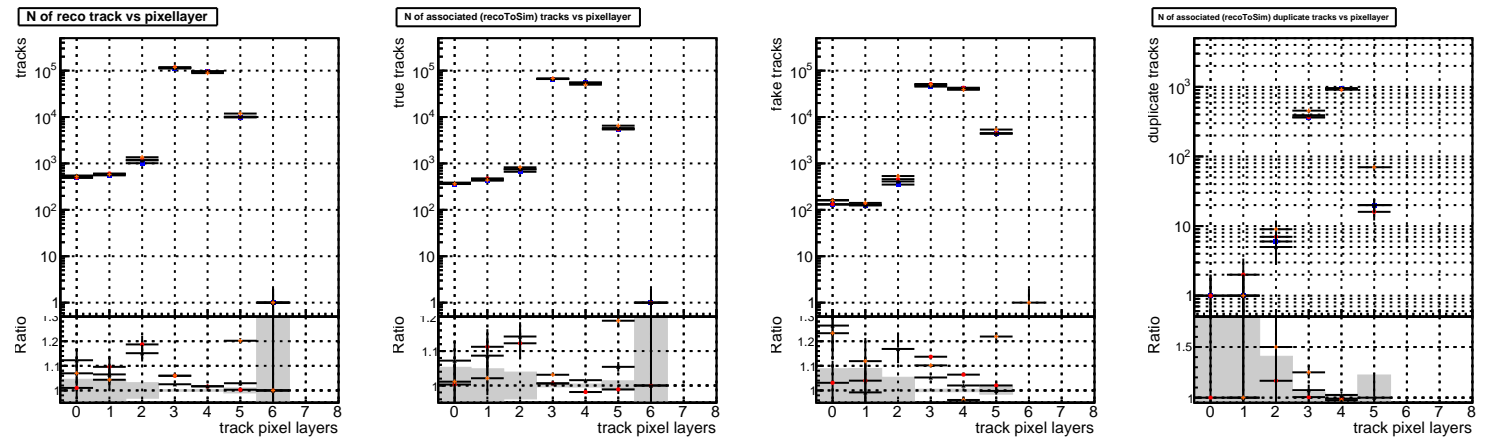 N of reco track vs pixellayer
tracks
10^5
10^4
10^3
10^2
10
1
Ratio
1.3
1.2
1.1
1
0 1 2 3 4 5 6 7 8
track pixel layers
N of associated (recoToSim) tracks vs pixellayer
true tracks
10^5
10^4
10^3
10^2
10
1
Ratio
1.2
1.1
1
0 1 2 3 4 5 6 7 8
track pixel layers
fake tracks
10^5
10^4
10^3
10^2
10
1
Ratio
1.3
1.2
1.1
1
0 1 2 3 4 5 6 7 8
track pixel layers
N of associated (recoToSim) duplicate tracks vs pixellayer
duplicate tracks
10^3
10^2
10
1
Ratio
1.5
1
0 1 2 3 4 5 6 7 8
track pixel layers